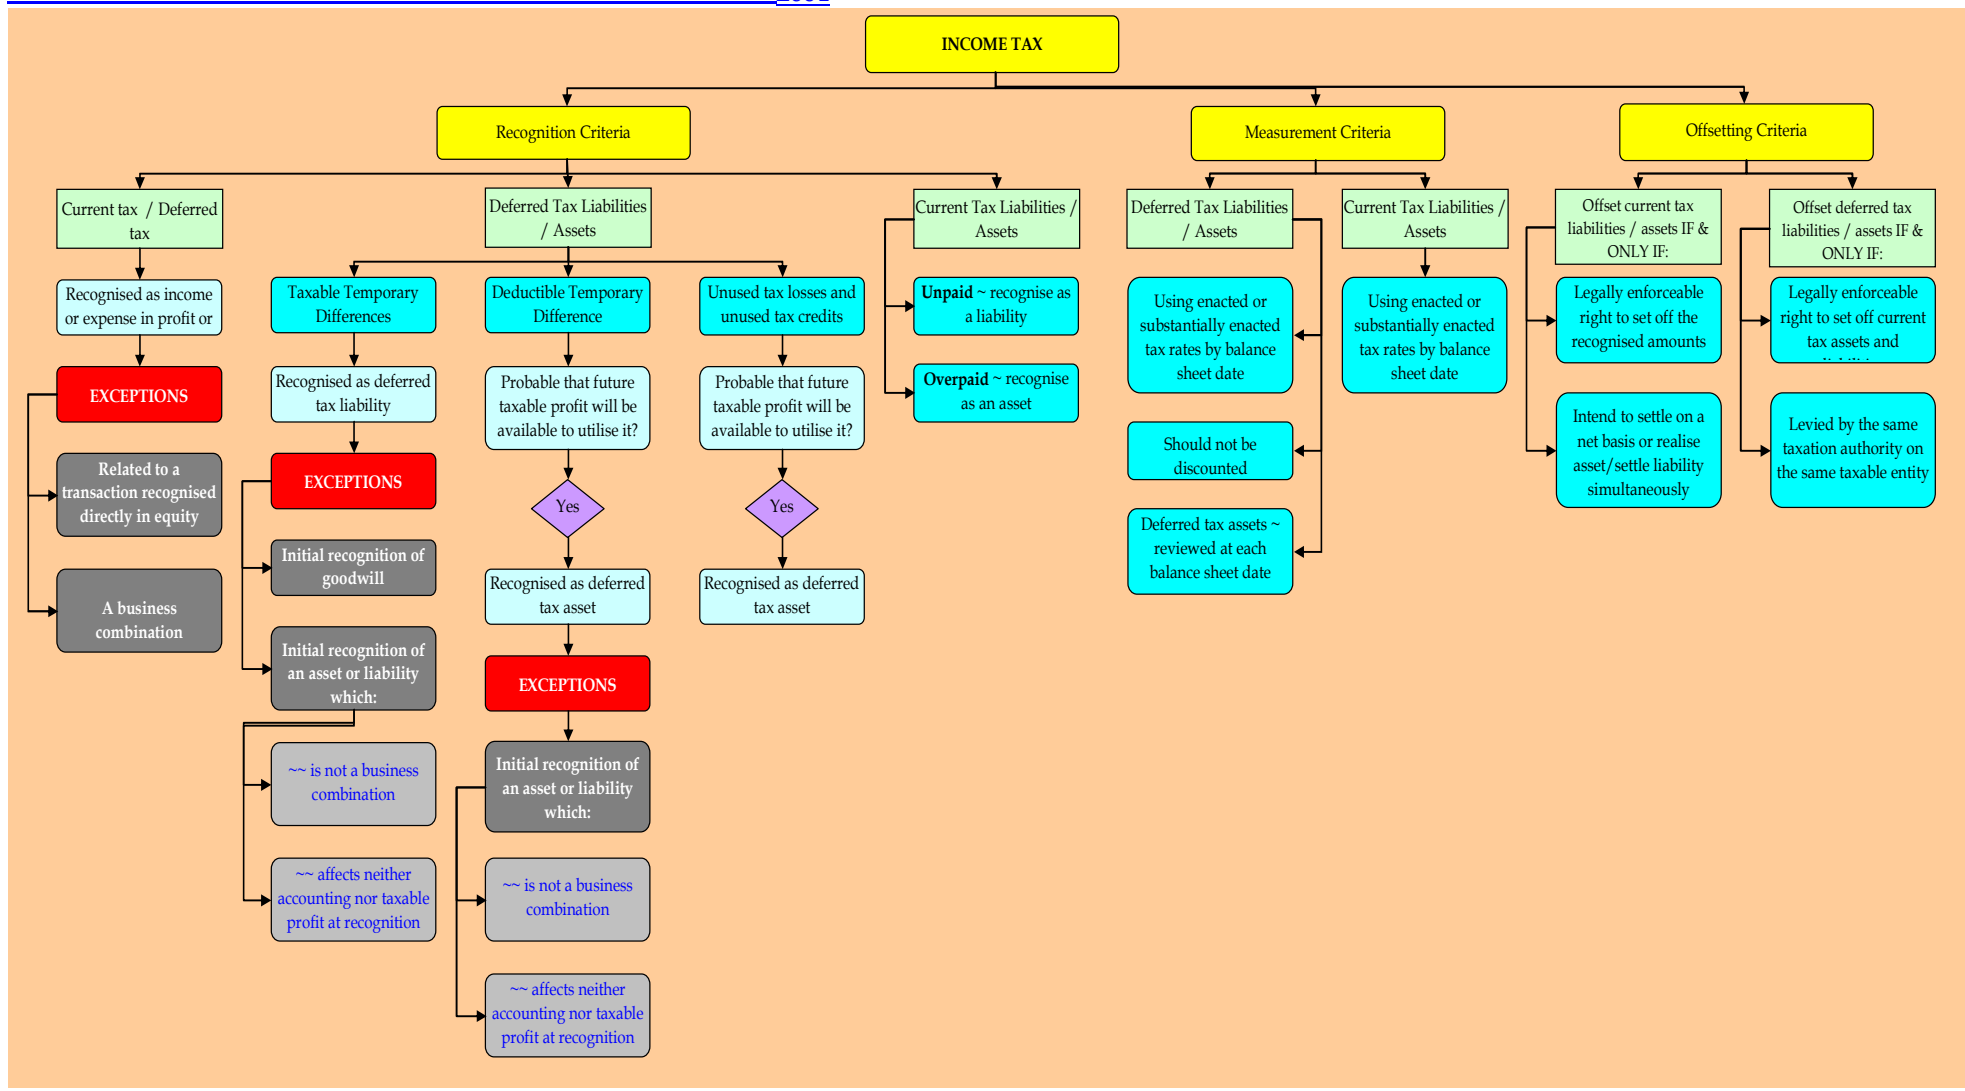 INCOME TAX
Recognition Criteria
Measurement Criteria
Offsetting Criteria
Current tax / Deferred
tax
Recognised as income
or expense in profit or
EXCEPTIONS
Related to a
transaction recognised
directly in equity
A business
combination
Deferred Tax Liabilities
/ Assets
Taxable Temporary
Differences
Recognised as deferred
tax liability
EXCEPTIONS
Initial recognition of
goodwill
Initial recognition of
an asset or liability
which:
~~ is not a business
combination
~~ affects neither
accounting nor taxable
profit at recognition
Deductible Temporary
Difference
Probable that future
taxable profit will be
available to utilise it?
Yes
Recognised as deferred
tax asset
EXCEPTIONS
Initial recognition of
an asset or liability
which:
~~ is not a business
combination
~~ affects neither
accounting nor taxable
profit at recognition
Unused tax losses and
unused tax credits
Probable that future
taxable profit will be
available to utilise it?
Yes
Recognised as deferred
tax asset
Current Tax Liabilities /
Assets
Unpaid ~ recognise as
a liability
Overpaid ~ recognise
as an asset
Deferred Tax Liabilities
/ Assets
Using enacted or
substantially enacted
tax rates by balance
sheet date
Should not be
discounted
Deferred tax assets ~
reviewed at each
balance sheet date
Current Tax Liabilities /
Assets
Using enacted or
substantially enacted
tax rates by balance
sheet date
Offset current tax
liabilities / assets IF &
ONLY IF:
Legally enforceable
right to set off the
recognised amounts
Intend to settle on a
net basis or realise
asset/settle liability
simultaneously
Offset deferred tax
liabilities / assets IF &
ONLY IF:
Legally enforceable
right to set off current
tax assets and
Levied by the same
taxation authority on
the same taxable entity